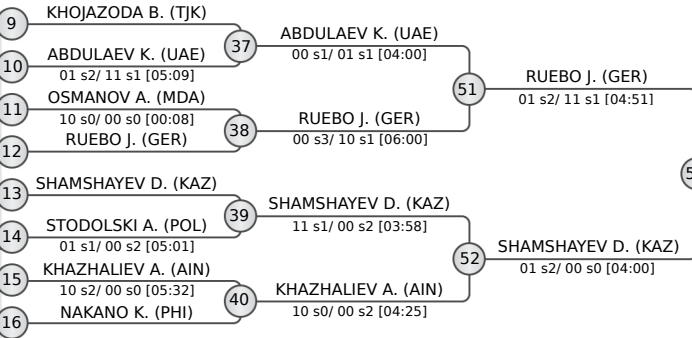 9
KHOJAZODA B. (TJK)
37
ABDULAEV K. (UAE)
00 s1/ 01 s1 [04:00]
10
ABDULAEV K. (UAE)
01 s2/ 11 s1 [05:09]
51
RUEBO J. (GER)
01 s2/ 11 s1 [04:51]
11
OSMANOV A. (MDA)
10 s0/ 00 s0 [00:08]
38
RUEBO J. (GER)
00 s3/ 10 s1 [06:00]
12
RUEBO J. (GER)
13
SHAMSHAYEV D. (KAZ)
39
SHAMSHAYEV D. (KAZ)
11 s1/ 00 s2 [03:58]
14
STODOLSKI A. (POL)
01 s1/ 00 s2 [05:01]
52
SHAMSHAYEV D. (KAZ)
01 s2/ 00 s0 [04:00]
15
KHAZHALIEV A. (AIN)
10 s2/ 00 s0 [05:32]
40
KHAZHALIEV A. (AIN)
10 s0/ 00 s2 [04:25]
16
NAKANO K. (PHI)